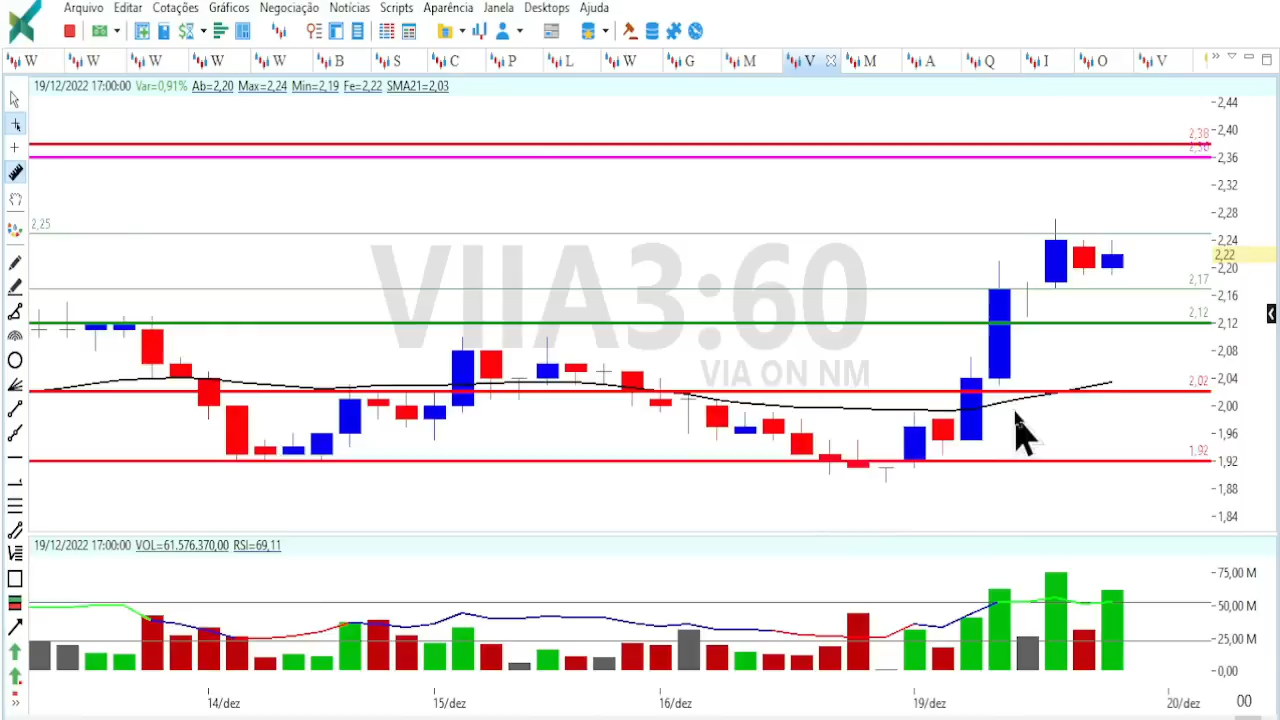 Arquivo Editar Cotações Gráficos Negociação Notícias Scripts Aparência Janela Desktops Ajuda
W W W W W B S C P L W G M V M A Q I O V
19/12/2022 17:00:00 Var=0,91% Ab=2,20 Max=2,24 Min=2,19 Fe=2,22 SMA21=2,03
2,44
2,38
2,40
2,36
2,36
2,32
2,28
2,25
2,24
2,22
2,20
2,17
2,16
2,12
2,12
2,08
2,02
2,04
2,00
1,96
1,92
1,92
1,88
1,84
VIIA3:60
VIA ON NM
19/12/2022 17:00:00 VOL=61.576.370,00 RSI=69,11
75,00 M
50,00 M
25,00 M
0,00
14/dez 15/dez 16/dez 19/dez 20/dez 00